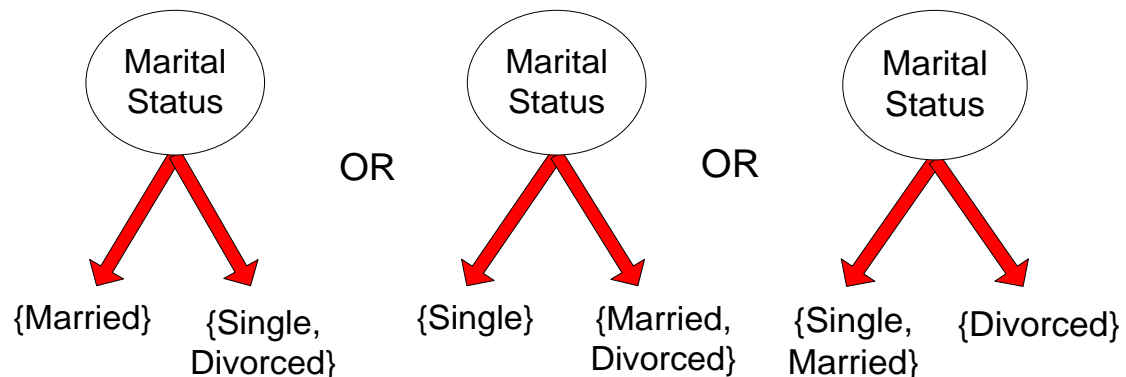 Marital
Status
OR
Marital
Status
OR
Marital
Status
{Married}
{Single,
Divorced}
{Single}
{Married,
Divorced}
{Single,
Married}
{Divorced}